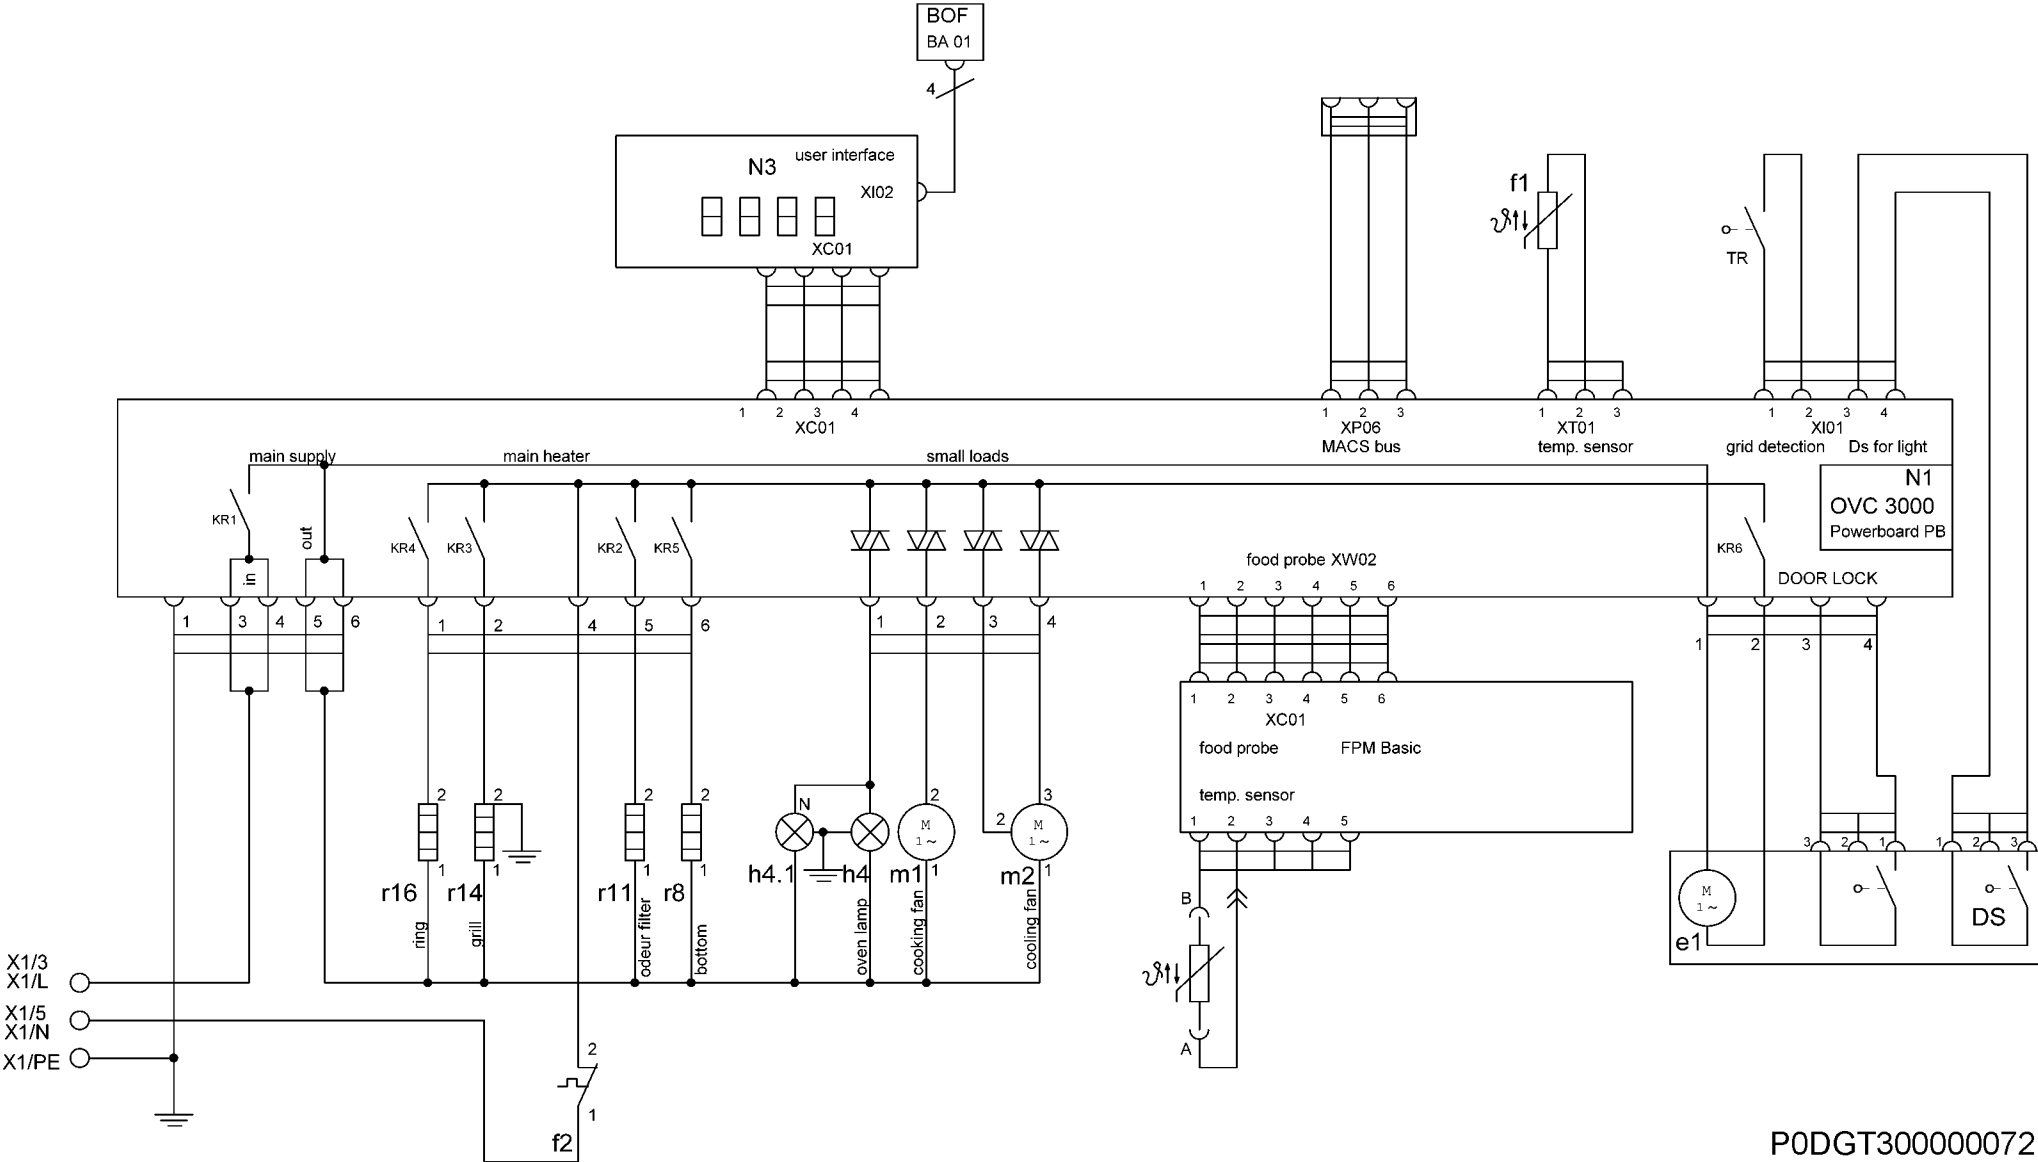 BOF
BA 01
4
N3 user interface
XI02
XC01
f1
TR
1 2 3 4
XC01
1 2 3
XP06
MACS bus
1 2 3
XT01
temp. sensor
1 2 3 4
XI01
grid detection Ds for light
main supply main heater small loads
N1
OVC 3000
Powerboard PB
KR1 out KR4 KR3 KR2 KR5 KR6
in
food probe XW02
DOOR LOCK
1 2 3 4 5 6
1 3 4 5 6
1 2 4 5 6
1 2 3 4
1 2 3 4
1 2 3 4 5 6
XC01
food probe FPM Basic
temp. sensor
1 2 3 4 5
2 2 2 2 N 2 2 3
M
1 ~
M
1 ~
1 1 1 1 1 1
r16 r14 r11 r8 h4.1 h4 m1 m2
ring
grill
odeur filter
bottom
oven lamp
cooking fan
cooling fan
3 2 1 1 2 3
M
1 ~
e1
DS
B
A
X1/3
X1/L
X1/5
X1/N
X1/PE
2
1
f2
P0DGT300000072